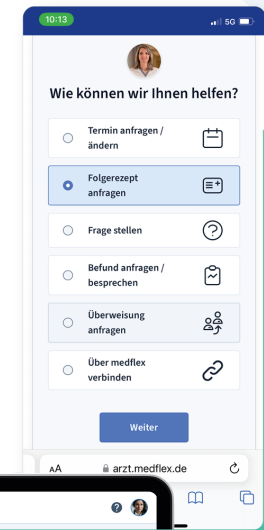 10:13
5G
Wie können wir Ihnen helfen?
Termin anfragen /
ändern
Folgerezept
anfragen
Frage stellen
Befund anfragen /
besprechen
Überweisung
anfragen
Über medflex
verbinden
Weiter
AA
arzt.medflex.de